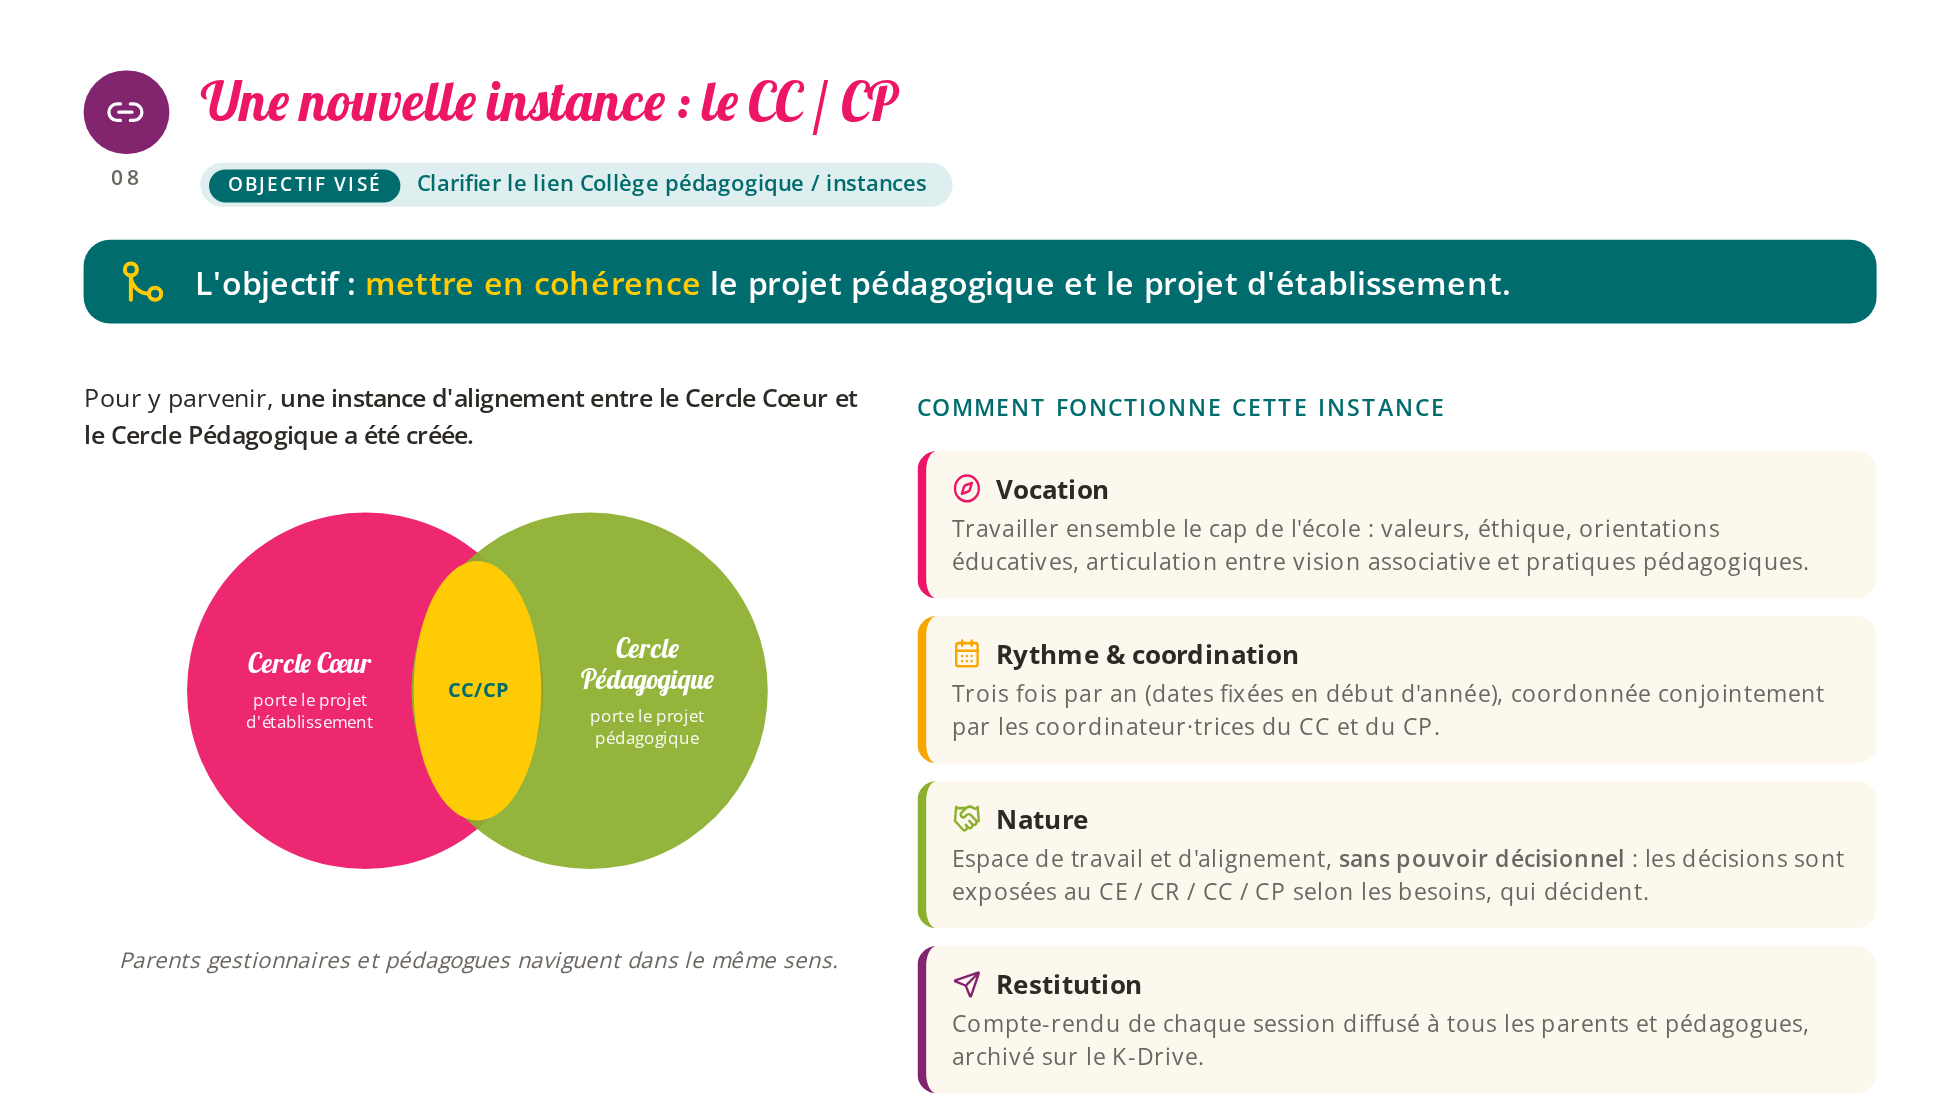 Une nouvelle instance : le CC / CP
08
OBJECTIF VISÉ Clarifier le lien Collège pédagogique / instances
L'objectif : mettre en cohérence le projet pédagogique et le projet d'établissement.
Pour y parvenir, une instance d'alignement entre le Cercle Cœur et
le Cercle Pédagogique a été créée.
Cercle Cœur
porte le projet
d'établissement
CC/CP
Cercle
Pédagogique
porte le projet
pédagogique
Parents gestionnaires et pédagogues naviguent dans le même sens.
COMMENT FONCTIONNE CETTE INSTANCE
Vocation
Travailler ensemble le cap de l'école : valeurs, éthique, orientations
éducatives, articulation entre vision associative et pratiques pédagogiques.
Rythme & coordination
Trois fois par an (dates fixées en début d'année), coordonnée conjointement
par les coordinateur·trices du CC et du CP.
Nature
Espace de travail et d'alignement, sans pouvoir décisionnel : les décisions sont
exposées au CE / CR / CC / CP selon les besoins, qui décident.
Restitution
Compte-rendu de chaque session diffusé à tous les parents et pédagogues,
archivé sur le K-Drive.